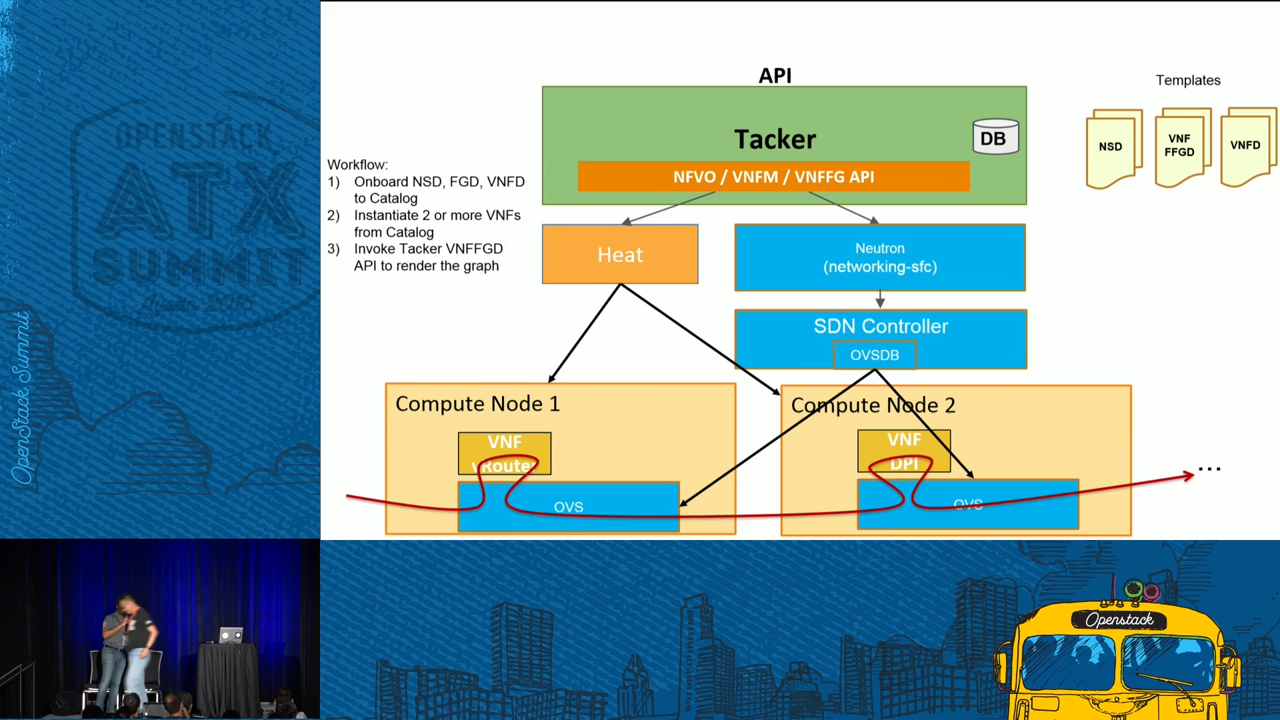 OPENSTACK
ATX
SUMMIT
Austin, Texas
OpenStack Summit
API
Tacker
DB
NFVO / VNFM / VNFFG API
Templates
NSD
VNF
FFGD
VNFD
Workflow:
1) Onboard NSD, FGD, VNFD
to Catalog
2) Instantiate 2 or more VNFs
from Catalog
3) Invoke Tacker VNFFGD
API to render the graph
Heat
Neutron
(networking-sfc)
SDN Controller
OVSDB
Compute Node 1
VNF
vRouter
OVS
Compute Node 2
VNF
DPI
OVS
...
Openstack